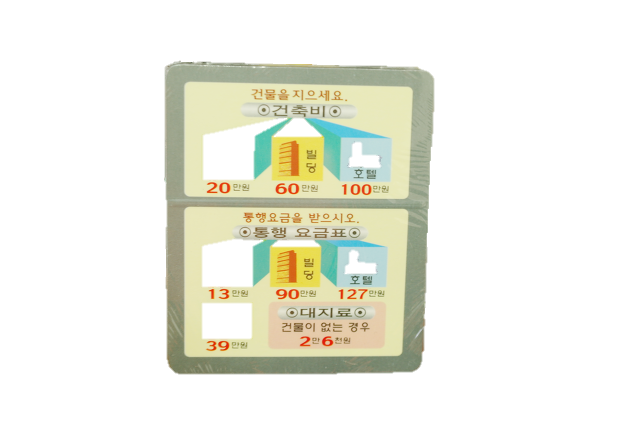 건물을 지으세요.
건축비
빌딩
호텔
20만원 60만원 100만원
통행요금을 받으시오.
통행 요금표
빌딩
호텔
13만원 90만원 127만원
39만원
대지료
건물이 없는 경우
2만6천원